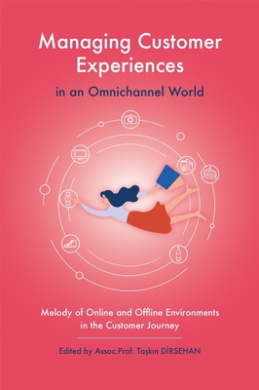 Managing Customer
Experiences
in an Omnichannel World
Melody of Online and Offline Environments
in the Customer Journey
Edited by Assoc.Prof. Taşkın DİRSEHAN